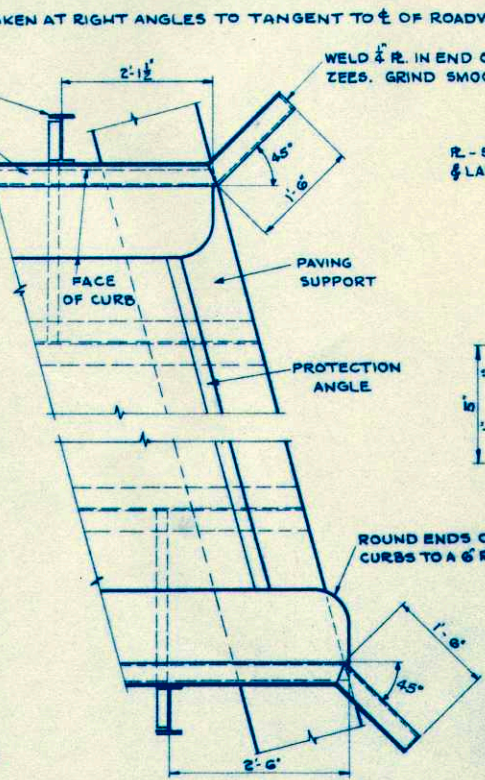 KEN AT RIGHT ANGLES TO TANGENT TO ℄ OF ROADW
2'-1½"
WELD ¼" ℞. IN END O
ZEES. GRIND SMOO
45°
1'-6"
& LA
FACE
OF CURB
PAVING
SUPPORT
PROTECTION
ANGLE
5"
ROUND ENDS O
CURBS TO A 6" R
1'-6"
45°
2'-6"